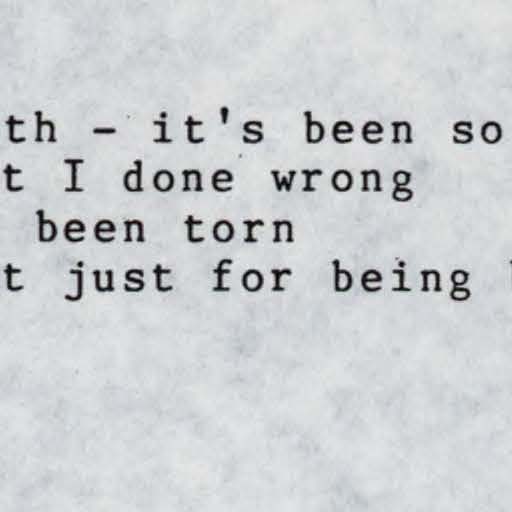 th - it's been so
t I done wrong
been torn
t just for being